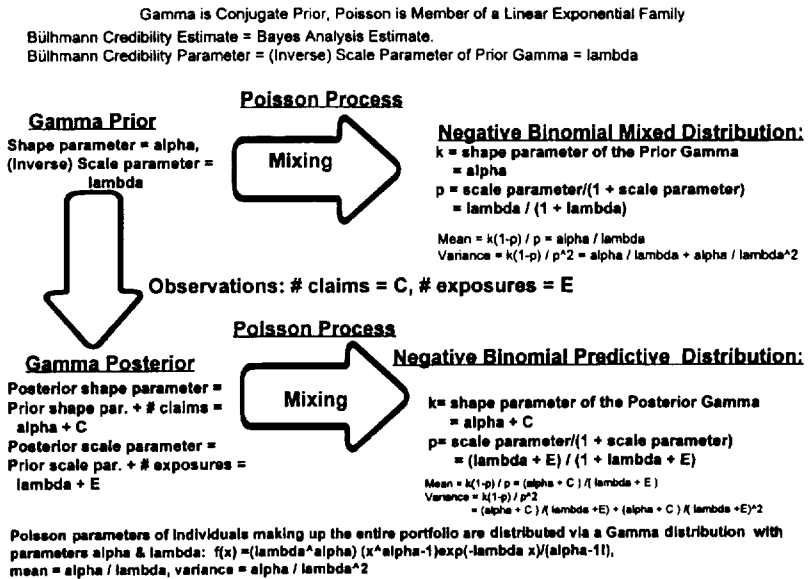 Gamma is Conjugate Prior, Poisson is Member of a Linear Exponential Family
Bülhmann Credibility Estimate = Bayes Analysis Estimate.
Bülhmann Credibility Parameter = (Inverse) Scale Parameter of Prior Gamma = lambda
Poisson Process
Gamma Prior
Shape parameter = alpha,
(Inverse) Scale parameter =
lambda
Mixing
Negative Binomial Mixed Distribution:
k = shape parameter of the Prior Gamma
= alpha
p = scale parameter/(1 + scale parameter)
= lambda / (1 + lambda)
Mean = k(1-p) / p = alpha / lambda
Variance = k(1-p) / p^2 = alpha / lambda + alpha / lambda^2
Observations: # claims = C, # exposures = E
Poisson Process
Gamma Posterior
Posterior shape parameter =
Prior shape par. + # claims =
alpha + C
Posterior scale parameter =
Prior scale par. + # exposures =
lambda + E
Mixing
Negative Binomial Predictive Distribution:
k= shape parameter of the Posterior Gamma
= alpha + C
p= scale parameter/(1 + scale parameter)
= (lambda + E) / (1 + lambda + E)
Mean = k(1-p) / p = (alpha + C ) /( lambda + E )
Variance = k(1-p) / p^2
= (alpha + C ) /( lambda +E) + (alpha + C ) /( lambda +E)^2
Poisson parameters of individuals making up the entire portfolio are distributed via a Gamma distribution with
parameters alpha & lambda: f(x) =(lambda^alpha) (x^alpha-1)exp(-lambda x)/(alpha-1!),
mean = alpha / lambda, variance = alpha / lambda^2